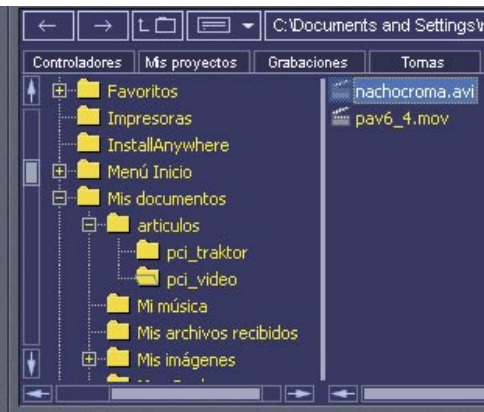 C:\Documents and Settings\
Controladores Mis proyectos Grabaciones Tomas
Favoritos
Impresoras
InstallAnywhere
Menú Inicio
Mis documentos
articulos
pci_traktor
pci_video
Mi música
Mis archivos recibidos
Mis imágenes
nachocroma.avi
pav6_4.mov